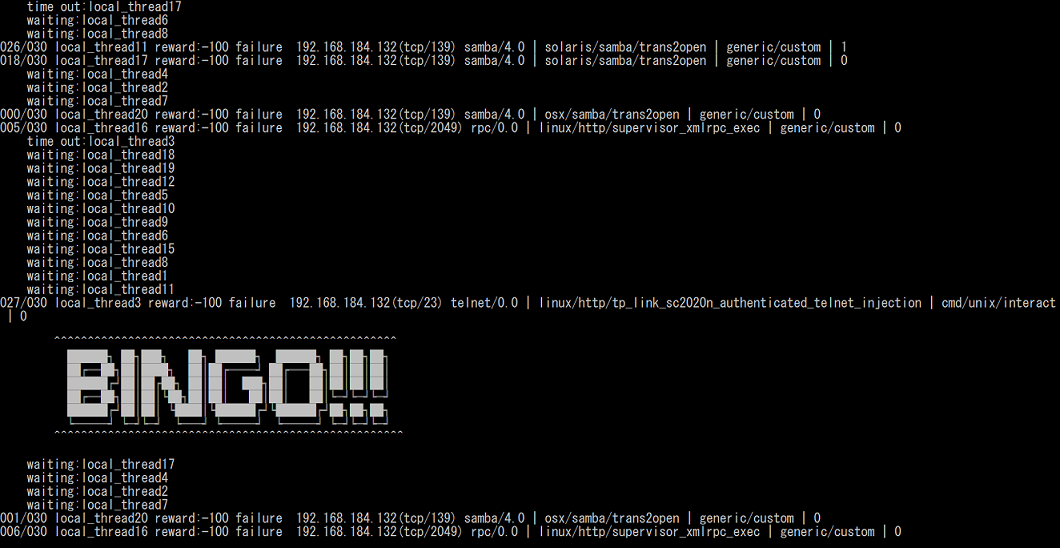 time out:local_thread17
waiting:local_thread6
waiting:local_thread8
026/030 local_thread11 reward:-100 failure  192.168.184.132(tcp/139) samba/4.0 | solaris/samba/trans2open | generic/custom | 1
018/030 local_thread17 reward:-100 failure  192.168.184.132(tcp/139) samba/4.0 | solaris/samba/trans2open | generic/custom | 0
waiting:local_thread4
waiting:local_thread2
waiting:local_thread7
000/030 local_thread20 reward:-100 failure  192.168.184.132(tcp/139) samba/4.0 | osx/samba/trans2open | generic/custom | 0
005/030 local_thread16 reward:-100 failure  192.168.184.132(tcp/2049) rpc/0.0 | linux/http/supervisor_xmlrpc_exec | generic/custom | 0
time out:local_thread3
waiting:local_thread18
waiting:local_thread19
waiting:local_thread12
waiting:local_thread5
waiting:local_thread10
waiting:local_thread9
waiting:local_thread6
waiting:local_thread15
waiting:local_thread8
waiting:local_thread1
waiting:local_thread11
027/030 local_thread3 reward:-100 failure  192.168.184.132(tcp/23) telnet/0.0 | linux/http/tp_link_sc2020n_authenticated_telnet_injection | cmd/unix/interact
| 0
BINGO!!!
waiting:local_thread17
waiting:local_thread4
waiting:local_thread2
waiting:local_thread7
001/030 local_thread20 reward:-100 failure  192.168.184.132(tcp/139) samba/4.0 | osx/samba/trans2open | generic/custom | 0
006/030 local_thread16 reward:-100 failure  192.168.184.132(tcp/2049) rpc/0.0 | linux/http/supervisor_xmlrpc_exec | generic/custom | 0